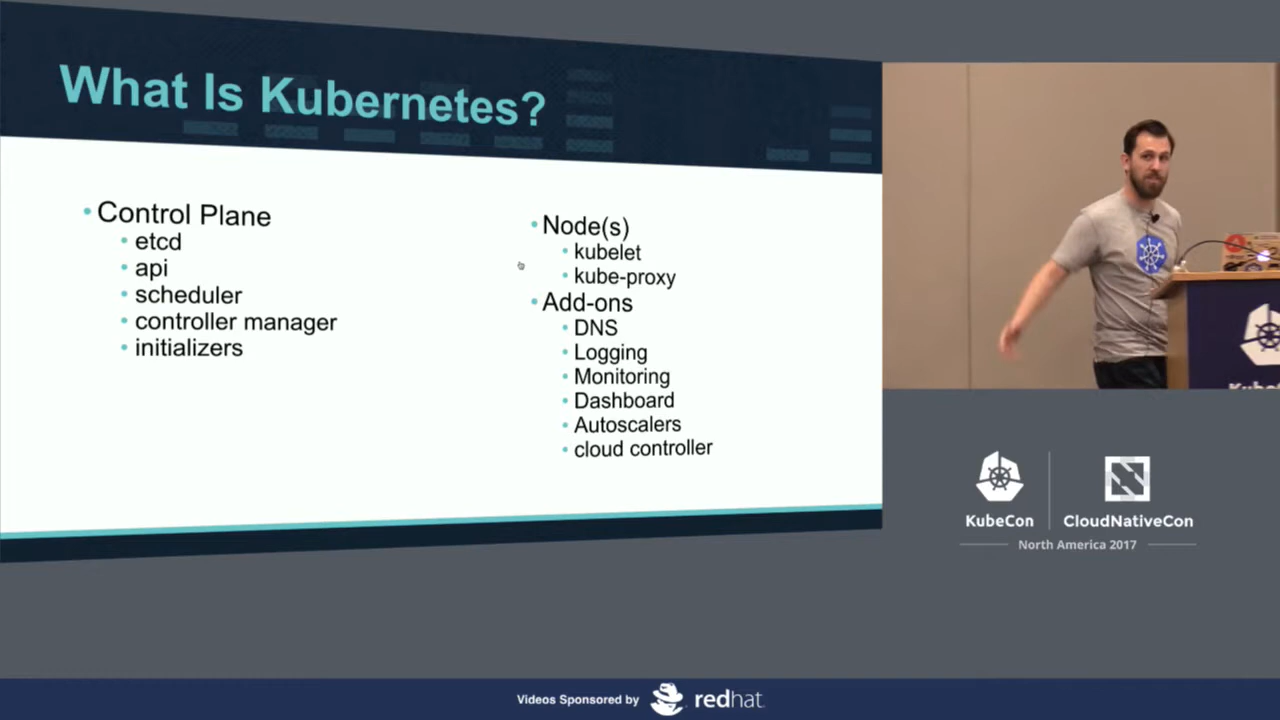 What Is Kubernetes?
Control Plane
etcd
api
scheduler
controller manager
initializers
Node(s)
kubelet
kube-proxy
Add-ons
DNS
Logging
Monitoring
Dashboard
Autoscalers
cloud controller
KubeCon
CloudNativeCon
North America 2017
Videos Sponsored by
redhat